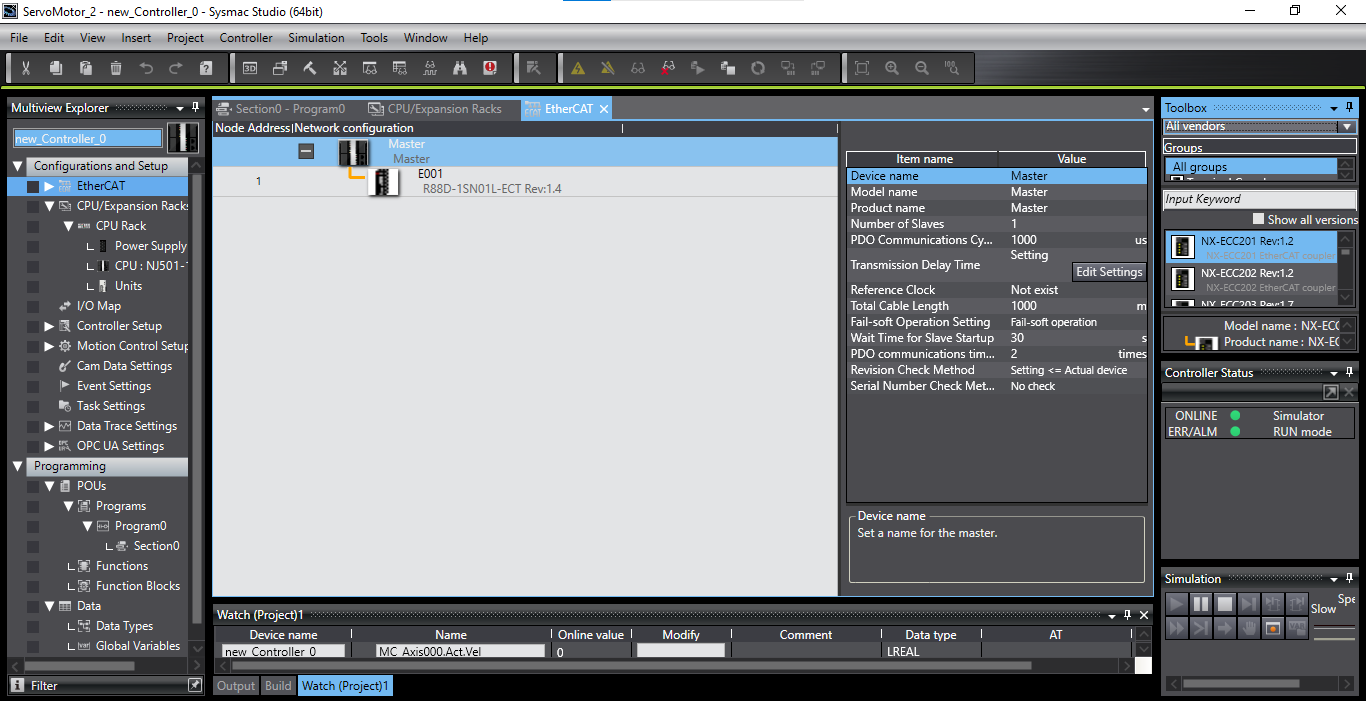 ServoMotor_2 - new_Controller_0 - Sysmac Studio (64bit)
File Edit View Insert Project Controller Simulation Tools Window Help
Multiview Explorer
new_Controller_0
Configurations and Setup
EtherCAT
CPU/Expansion Racks
CPU Rack
Power Supply
CPU : NJ501-
Units
I/O Map
Controller Setup
Motion Control Setup
Cam Data Settings
Event Settings
Task Settings
Data Trace Settings
OPC UA Settings
Programming
POUs
Programs
Program0
Section0
Functions
Function Blocks
Data
Data Types
Global Variables
Filter
Section0 - Program0 CPU/Expansion Racks EtherCAT
Node Address Network configuration
Master
Master
1 E001
R88D-1SN01L-ECT Rev:1.4
Item name Value
Device name Master
Model name Master
Product name Master
Number of Slaves 1
PDO Communications Cy... 1000 us
Transmission Delay Time Setting
Edit Settings
Reference Clock Not exist
Total Cable Length 1000 m
Fail-soft Operation Setting Fail-soft operation
Wait Time for Slave Startup 30 s
PDO communications tim... 2 times
Revision Check Method Setting <= Actual device
Serial Number Check Met... No check
Device name
Set a name for the master.
Watch (Project)1
Device name Name Online value Modify Comment Data type AT
new_Controller_0 MC_Axis000.Act.Vel 0 LREAL
Output Build Watch (Project)1
Toolbox
All vendors
Groups
All groups
Input Keyword
Show all versions
NX-ECC201 Rev:1.2
NX-ECC201 EtherCAT coupler
NX-ECC202 Rev:1.2
NX-ECC202 EtherCAT coupler
NX-ECC203 Rev:1.7
Model name : NX-ECC
Product name : NX-EC
Controller Status
ONLINE Simulator
ERR/ALM RUN mode
Simulation
Spe
Slow